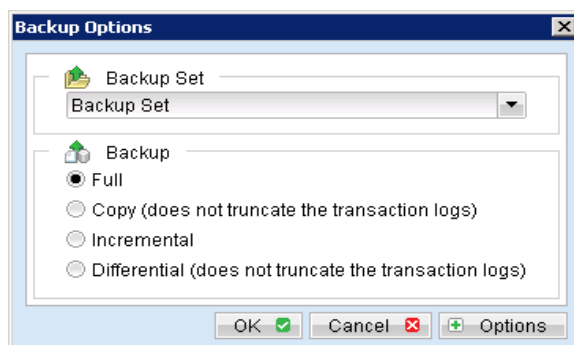 Backup Options
Backup Set
Backup Set
Backup
Full
Copy (does not truncate the transaction logs)
Incremental
Differential (does not truncate the transaction logs)
OK Cancel Options